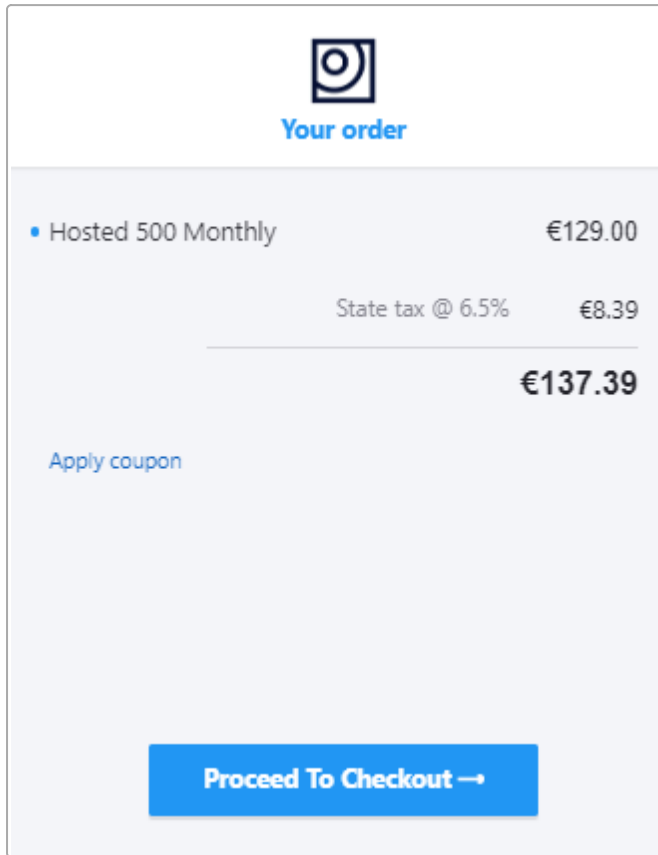 Your order
Hosted 500 Monthly €129.00
State tax @ 6.5% €8.39
€137.39
Apply coupon
Proceed To Checkout →